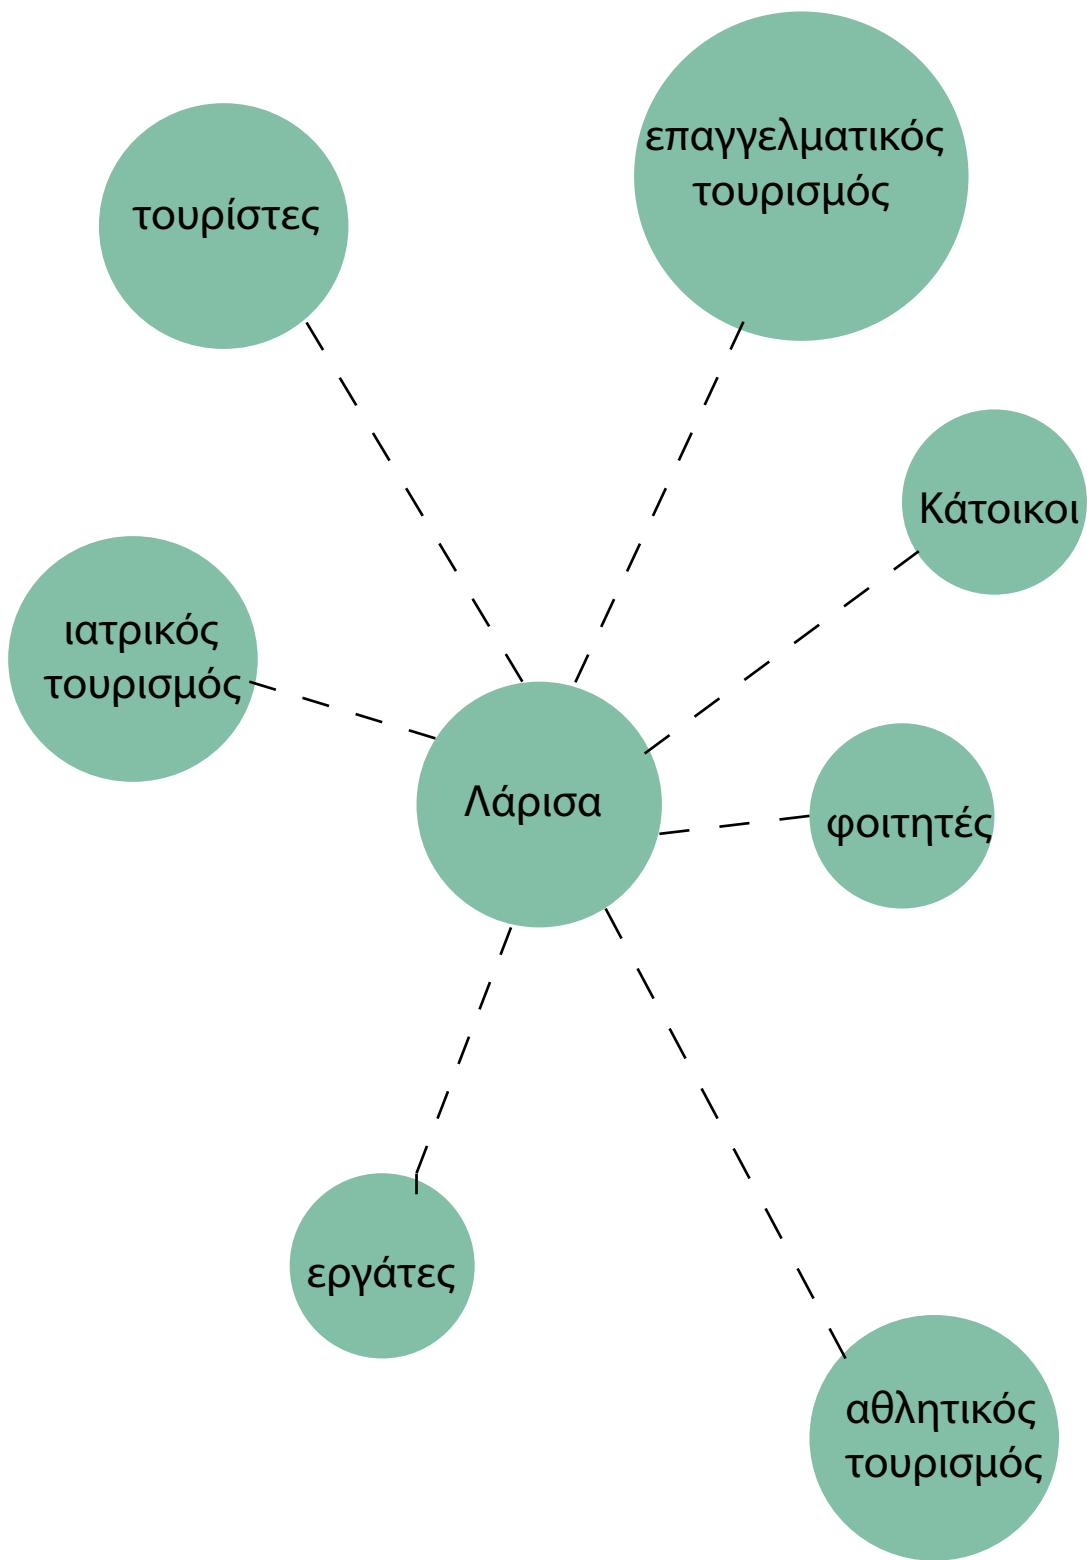 επαγγελματικός
τουρισμός
τουρίστες
Κάτοικοι
ιατρικός
τουρισμός
Λάρισα
φοιτητές
εργάτες
αθλητικός
τουρισμός